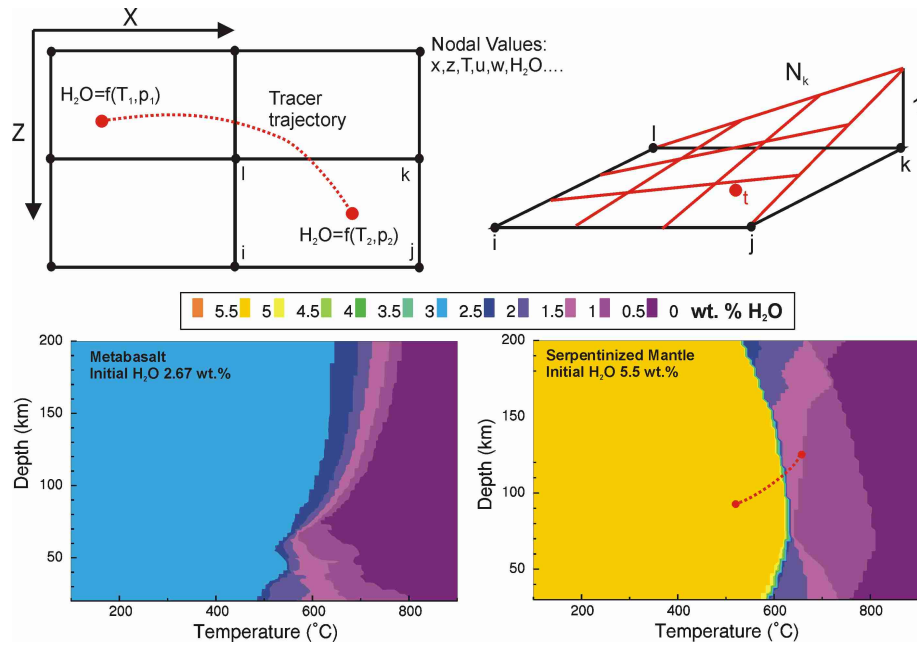 X
Z
H₂O=f(T₁,p₁)
Tracer
trajectory
l
k
H₂O=f(T₂,p₂)
i
j
Nodal Values:
x,z,T,u,w,H₂O....
Nₖ
l
k
t
i
j
5.5 5 4.5 4 3.5 3 2.5 2 1.5 1 0.5 0 wt. % H₂O
Metabasalt
Initial H₂O 2.67 wt.%
Depth (km)
200
150
100
50
200 400 600 800
Temperature (˚C)
Serpentinized Mantle
Initial H₂O 5.5 wt.%
Depth (km)
200
150
100
50
200 400 600 800
Temperature (˚C)